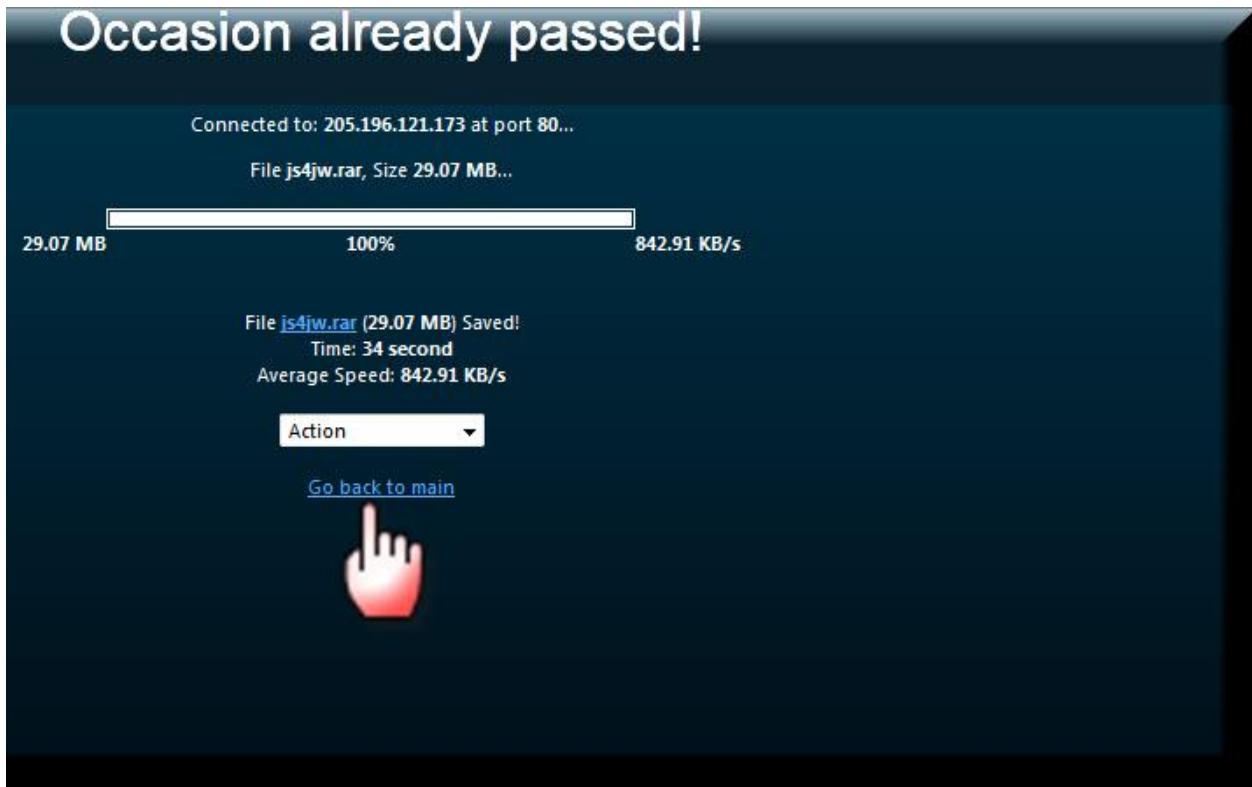 Occasion already passed!
Connected to: 205.196.121.173 at port 80...
File js4jw.rar, Size 29.07 MB...
29.07 MB 100% 842.91 KB/s
File js4jw.rar (29.07 MB) Saved!
Time: 34 second
Average Speed: 842.91 KB/s
Action
Go back to main